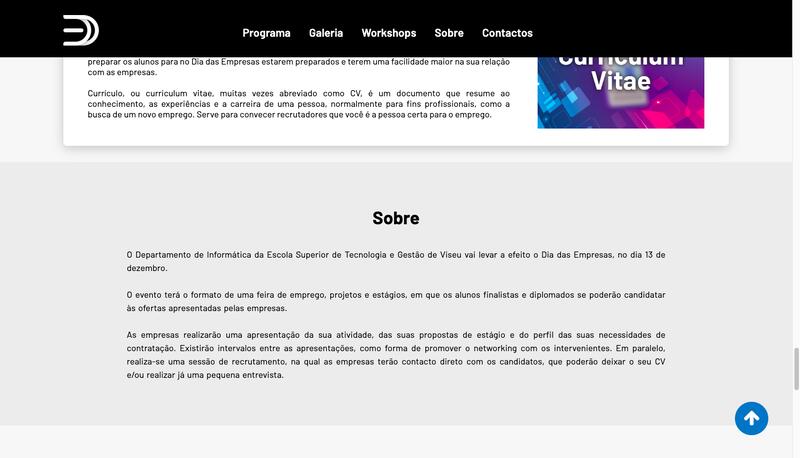 Programa Galeria Workshops Sobre Contactos
preparar os alunos para no Dia das Empresas estarem preparados e terem uma facilidade maior na sua relação
com as empresas.
Currículo, ou curriculum vitae, muitas vezes abreviado como CV, é um documento que resume ao
conhecimento, as experiências e a carreira de uma pessoa, normalmente para fins profissionais, como a
busca de um novo emprego. Serve para convecer recrutadores que você é a pessoa certa para o emprego.
Curriculum
Vitae
Sobre
O Departamento de Informática da Escola Superior de Tecnologia e Gestão de Viseu vai levar a efeito o Dia das Empresas, no dia 13 de
dezembro.
O evento terá o formato de uma feira de emprego, projetos e estágios, em que os alunos finalistas e diplomados se poderão candidatar
às ofertas apresentadas pelas empresas.
As empresas realizarão uma apresentação da sua atividade, das suas propostas de estágio e do perfil das suas necessidades de
contratação. Existirão intervalos entre as apresentações, como forma de promover o networking com os intervenientes. Em paralelo,
realiza-se uma sessão de recrutamento, na qual as empresas terão contacto direto com os candidatos, que poderão deixar o seu CV
e/ou realizar já uma pequena entrevista.